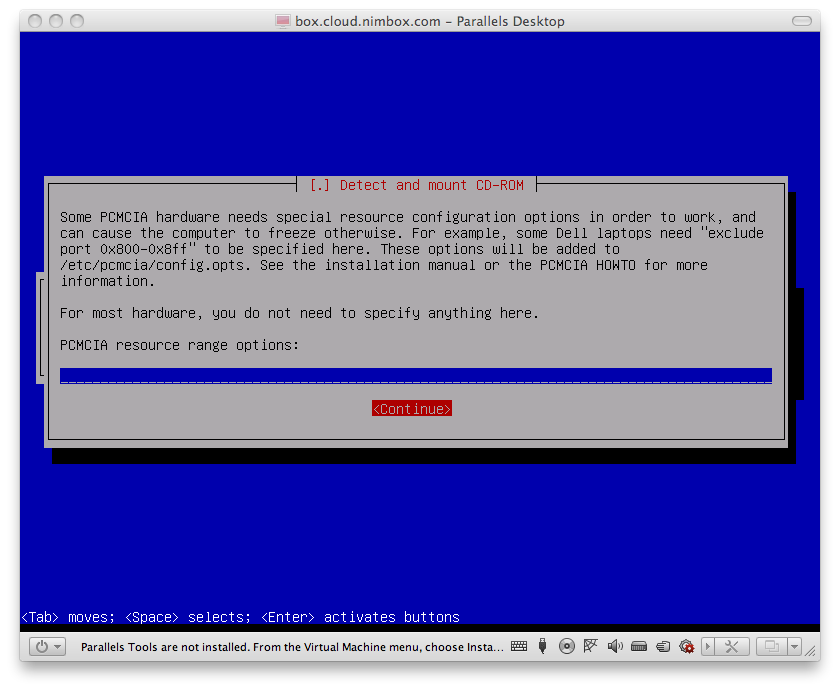 box.cloud.nimbox.com – Parallels Desktop
[.] Detect and mount CD-ROM
Some PCMCIA hardware needs special resource configuration options in order to work, and
can cause the computer to freeze otherwise. For example, some Dell laptops need "exclude
port 0x800-0x8ff" to be specified here. These options will be added to
/etc/pcmcia/config.opts. See the installation manual or the PCMCIA HOWTO for more
information.
For most hardware, you do not need to specify anything here.
PCMCIA resource range options:
<Continue>
<Tab> moves; <Space> selects; <Enter> activates buttons
Parallels Tools are not installed. From the Virtual Machine menu, choose Insta...